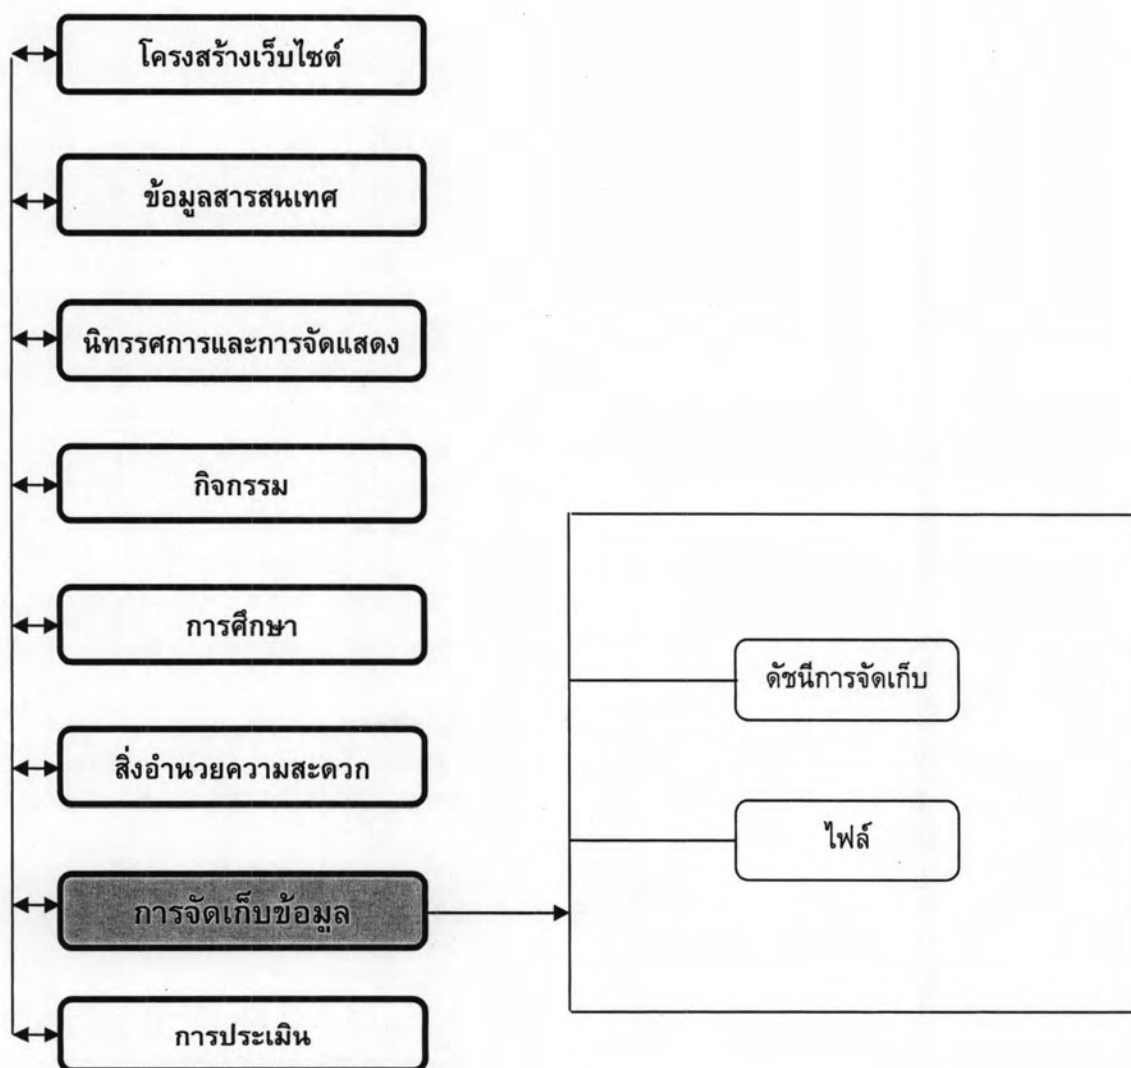 โครงสร้างเว็บไซต์
ข้อมูลสารสนเทศ
นิทรรศการและการจัดแสดง
กิจกรรม
การศึกษา
สิ่งอำนวยความสะดวก
การจัดเก็บข้อมูล
การประเมิน
ดัชนีการจัดเก็บ
ไฟล์